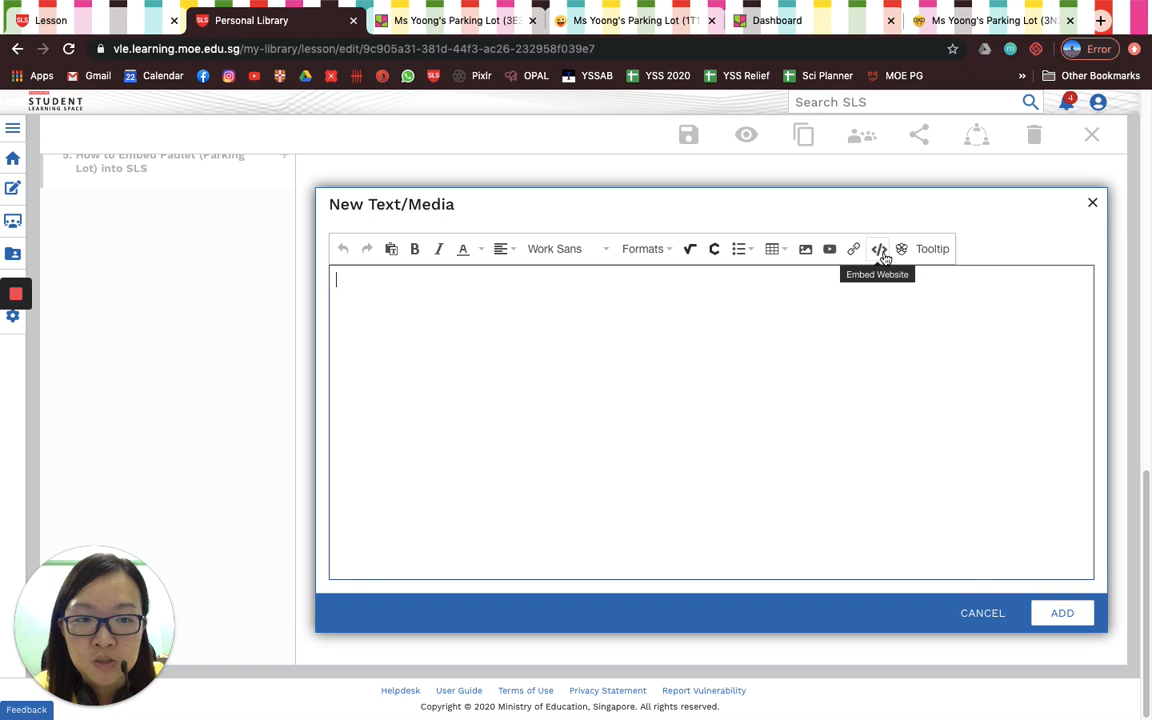 Lesson
Personal Library
Ms Yoong's Parking Lot (3E3
Ms Yoong's Parking Lot (1T1
Dashboard
Ms Yoong's Parking Lot (3N
vle.learning.moe.edu.sg/my-library/lesson/edit/9c905a31-381d-44f3-ac26-232958f039e7
Error
Apps
Gmail
22 Calendar
SLS
Pixlr
OPAL
YSSAB
YSS 2020
YSS Relief
Sci Planner
MOE PG
»
Other Bookmarks
STUDENT
LEARNING SPACE
Search SLS
4
5. How to Embed Padlet (Parking
Lot) into SLS
New Text/Media
Work Sans
Formats
Tooltip
Embed Website
CANCEL
ADD
Helpdesk
User Guide
Terms of Use
Privacy Statement
Report Vulnerability
Copyright © 2020 Ministry of Education, Singapore. All rights reserved.
Feedback